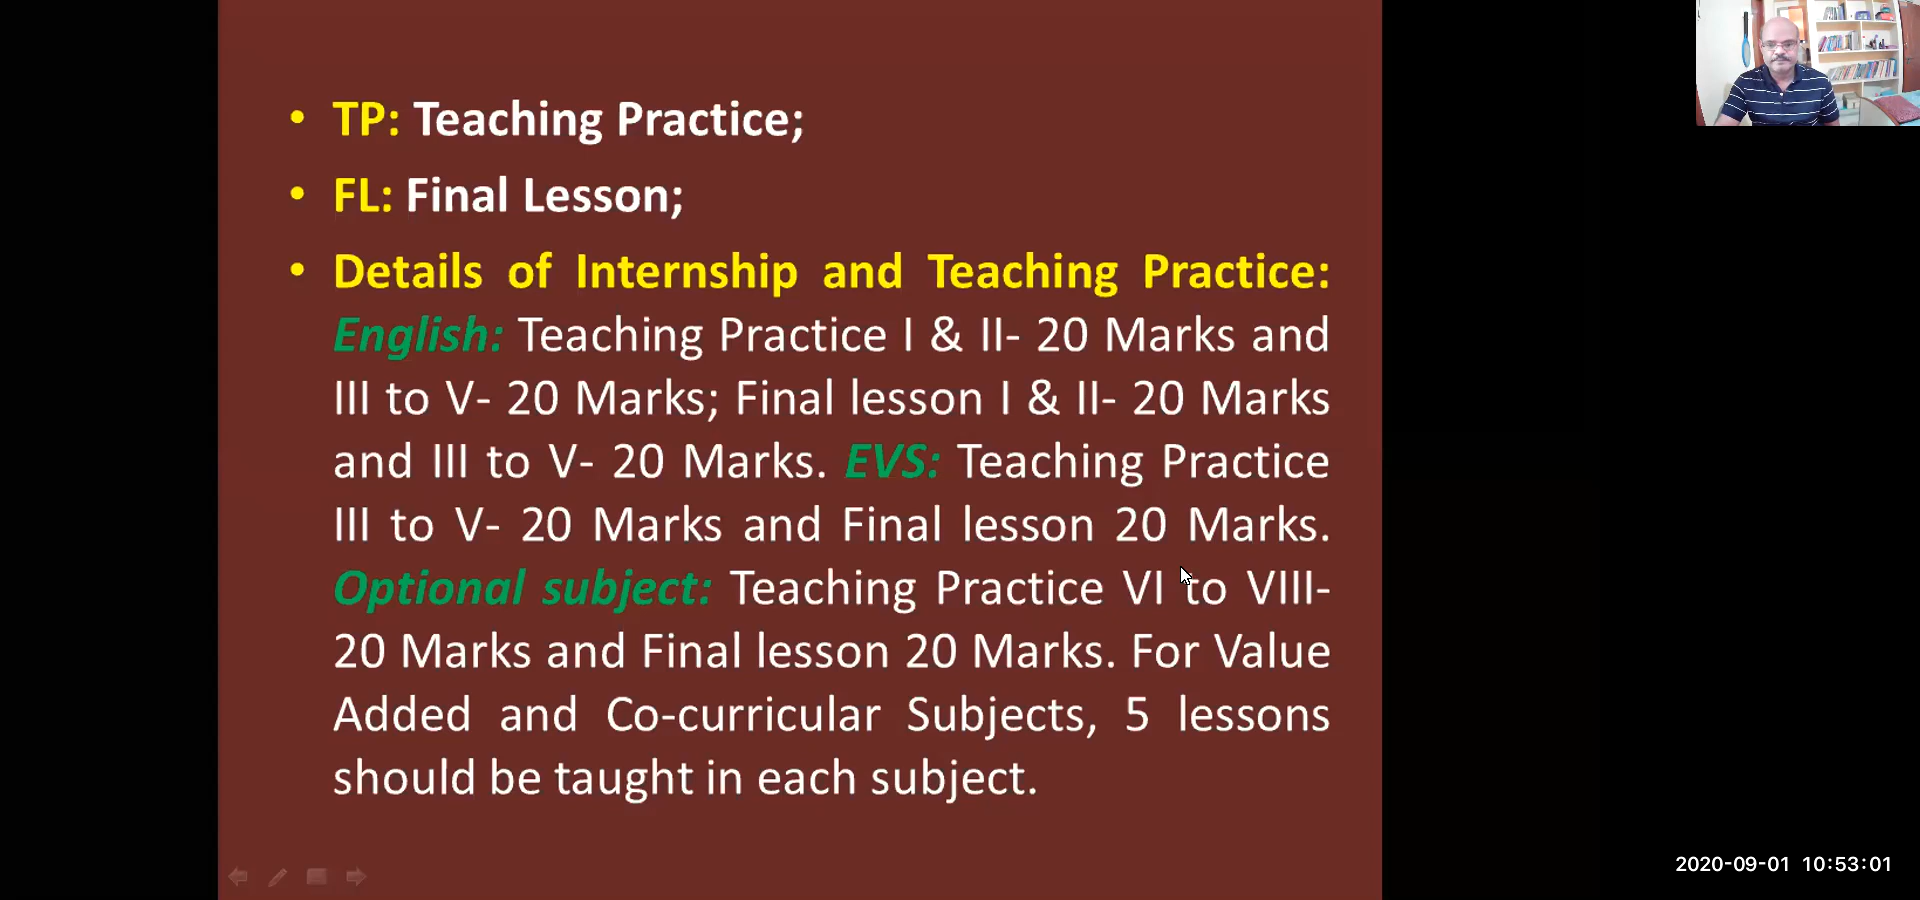 • TP: Teaching Practice;
• FL: Final Lesson;
• Details of Internship and Teaching Practice:
English: Teaching Practice I & II- 20 Marks and
III to V- 20 Marks; Final lesson I & II- 20 Marks
and III to V- 20 Marks. EVS: Teaching Practice
III to V- 20 Marks and Final lesson 20 Marks.
Optional subject: Teaching Practice VI to VIII-
20 Marks and Final lesson 20 Marks. For Value
Added and Co-curricular Subjects, 5 lessons
should be taught in each subject.
2020-09-01 10:53:01